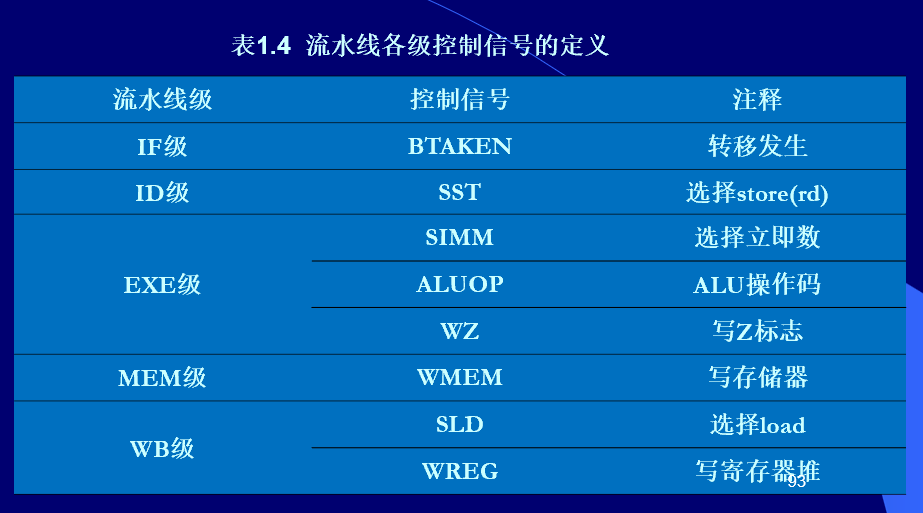 表1.4 流水线各级控制信号的定义
流水线级 控制信号 注释
IF级 BTAKEN 转移发生
ID级 SST 选择store(rd)
EXE级 SIMM 选择立即数
ALUOP ALU操作码
WZ 写Z标志
MEM级 WMEM 写存储器
WB级 SLD 选择load
WREG 写寄存器堆
93